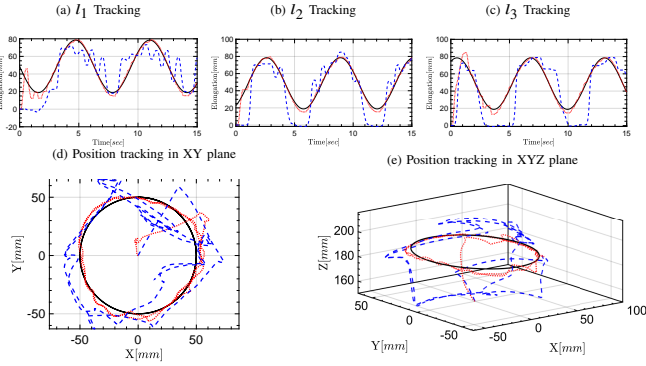 (a) l1 Tracking (b) l2 Tracking (c) l3 Tracking
80 60 40 20 0 -20
Elongation[mm]
0 5 10 15
Time[sec]
100 80 60 40 20 0
Elongation[mm]
0 5 10 15
Time[sec]
100 80 60 40 20 0
Elongation[mm]
0 5 10 15
Time[sec]
(d) Position tracking in XY plane
50 0 -50
Y[mm]
-50 0 50
X[mm]
(e) Position tracking in XYZ plane
200 180 160
Z[mm]
50 0 -50
Y[mm]
-50 0 50 100
X[mm]